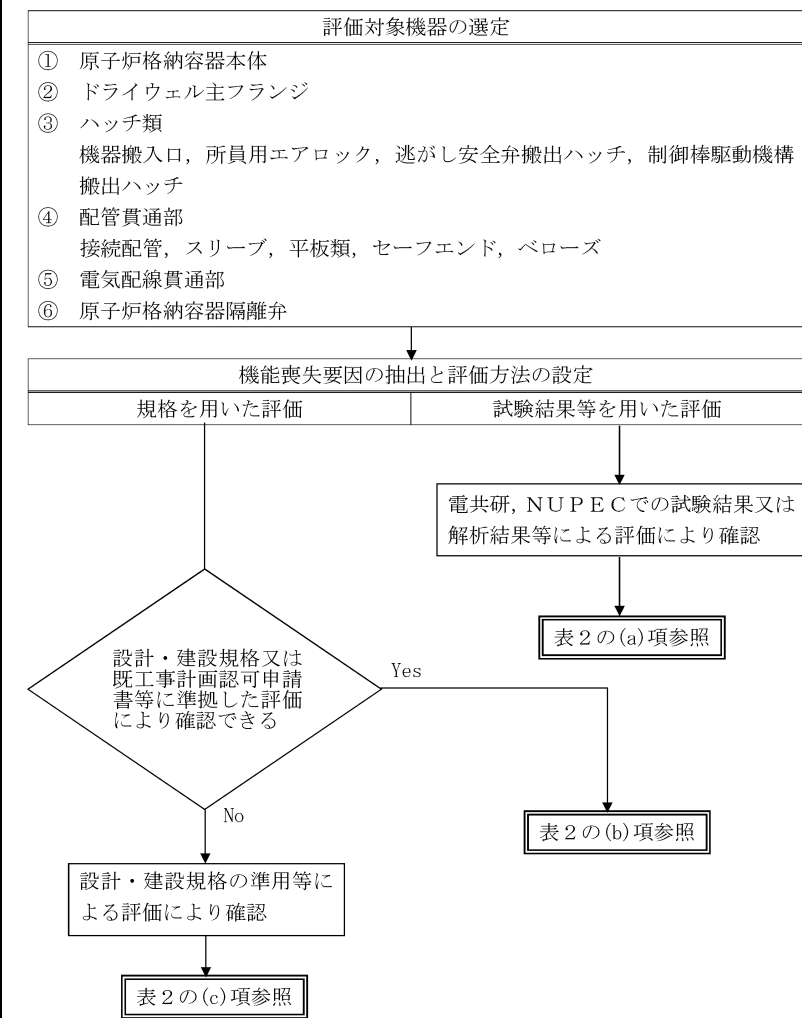 評価対象機器の選定
① 原子炉格納容器本体
② ドライウェル主フランジ
③ ハッチ類
機器搬入口，所員用エアロック，逃がし安全弁搬出ハッチ，制御棒駆動機構
搬出ハッチ
④ 配管貫通部
接続配管，スリーブ，平板類，セーフエンド，ベローズ
⑤ 電気配線貫通部
⑥ 原子炉格納容器隔離弁
機能喪失要因の抽出と評価方法の設定
規格を用いた評価
試験結果等を用いた評価
電共研，ＮＵＰＥＣでの試験結果又は
解析結果等による評価により確認
表２の(a)項参照
設計・建設規格又は
既工事計画認可申請
書等に準拠した評価
により確認できる
Yes
表２の(b)項参照
No
設計・建設規格の準用等に
よる評価により確認
表２の(c)項参照